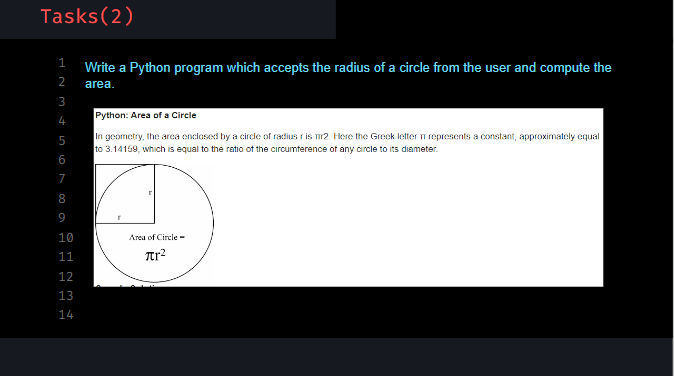 Tasks(2)
1
2
3
4
5
6
7
8
9
10
11
12
13
14
Write a Python program which accepts the radius of a circle from the user and compute the
area.
Python: Area of a Circle
In geometry, the area enclosed by a circle of radius r is πr2. Here the Greek letter π represents a constant, approximately equal
to 3.14159, which is equal to the ratio of the circumference of any circle to its diameter.
r
r
Area of Circle =
πr²